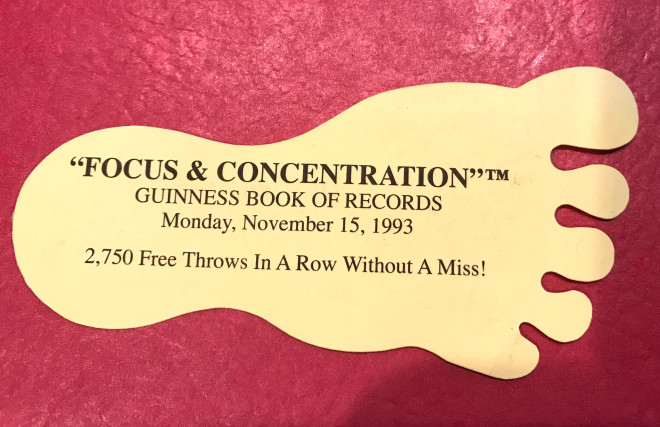 “FOCUS & CONCENTRATION”™
GUINNESS BOOK OF RECORDS
Monday, November 15, 1993
2,750 Free Throws In A Row Without A Miss!